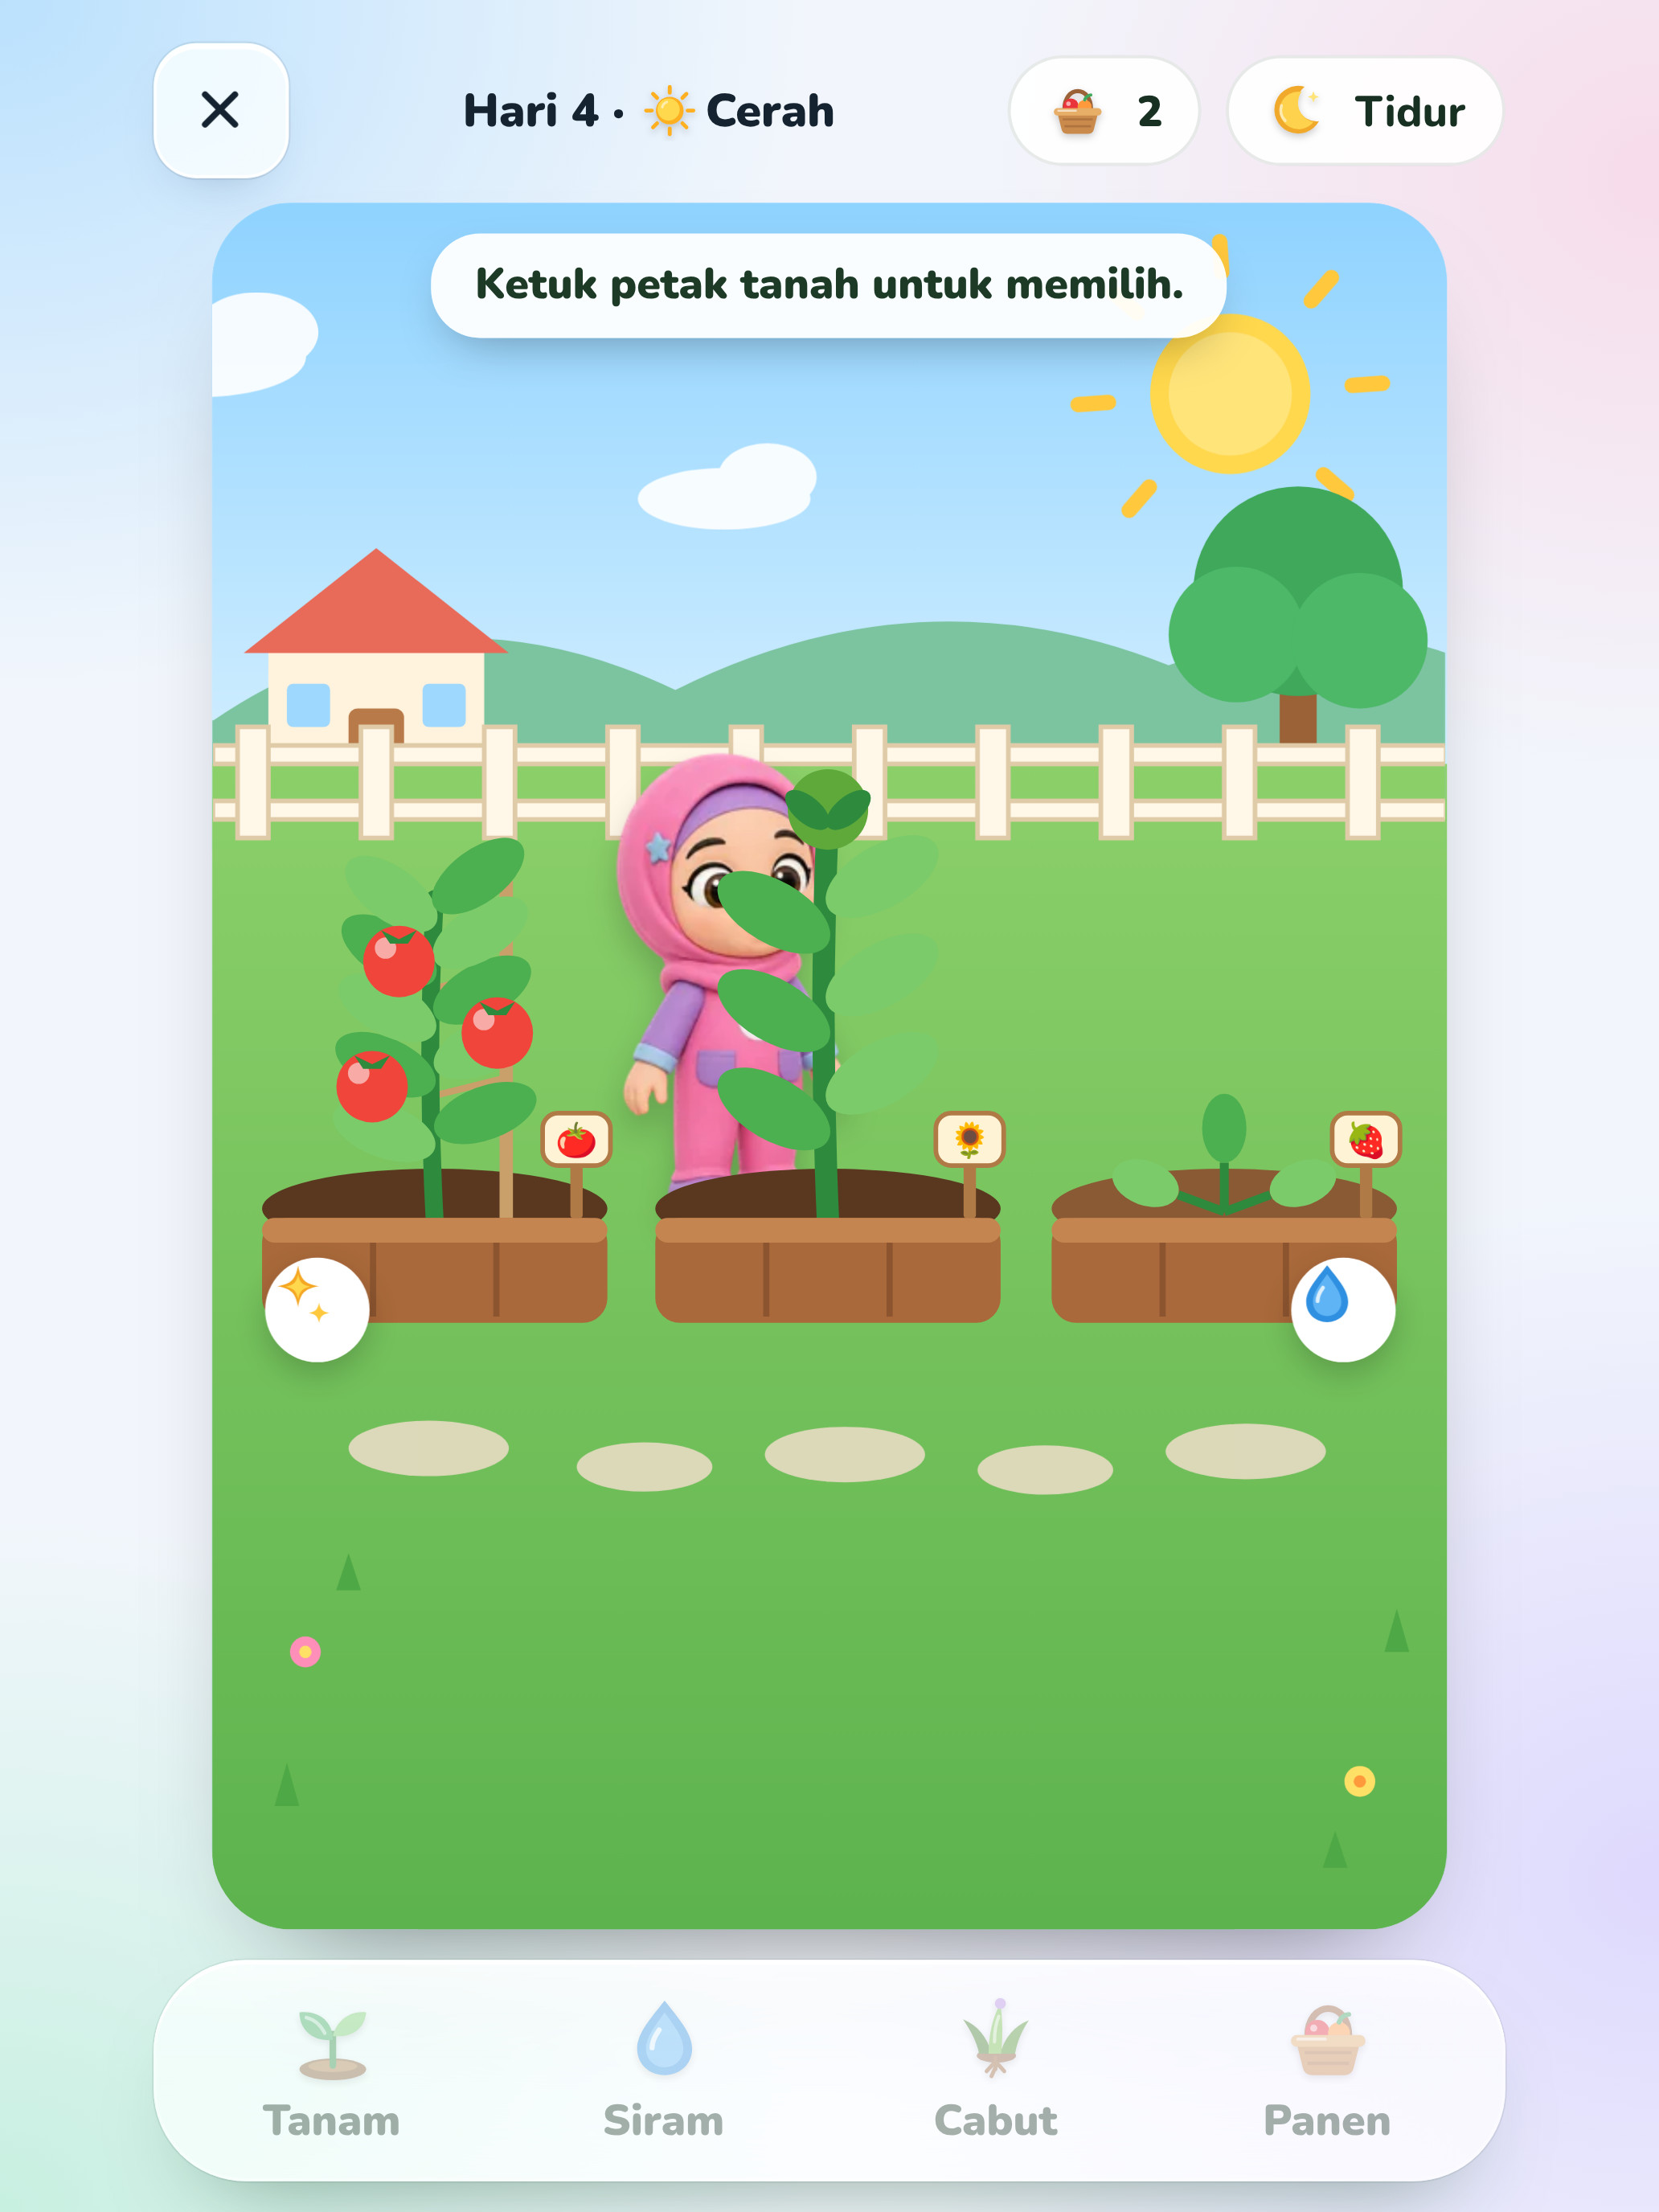 Hari 4 · Cerah
2
Tidur
Ketuk petak tanah untuk memilih.
Tanam
Siram
Cabut
Panen